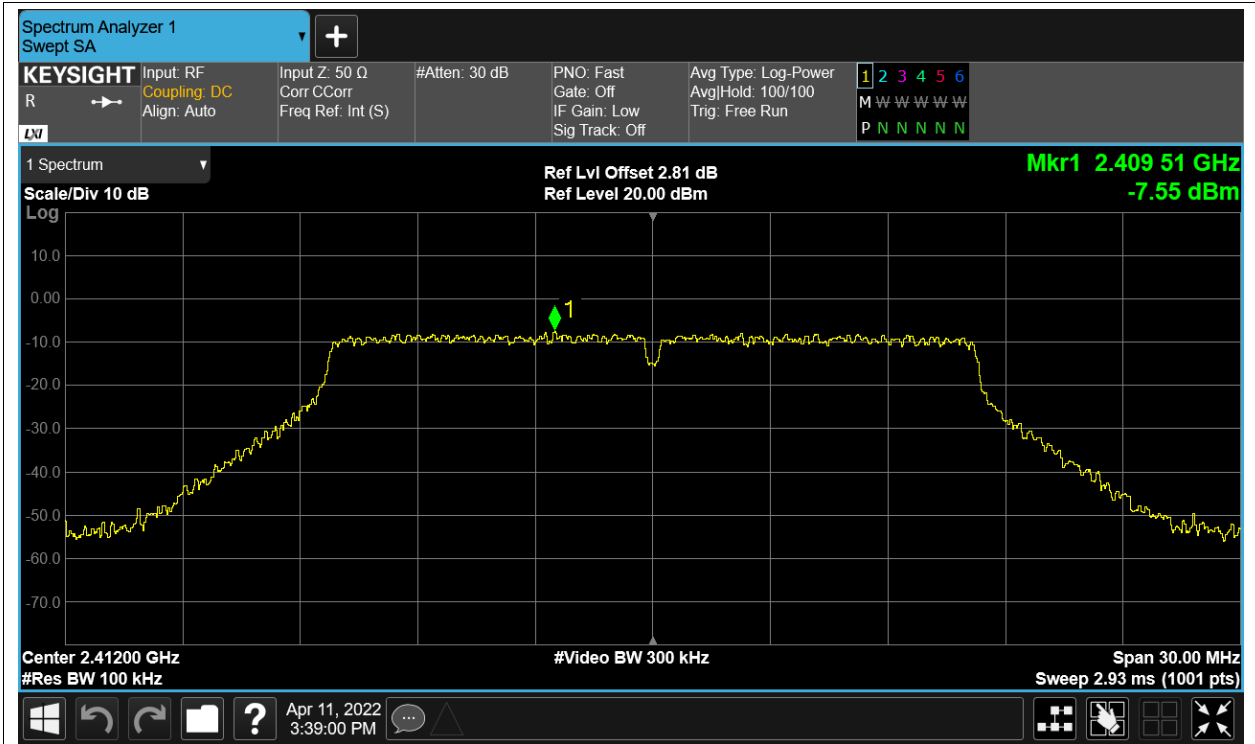 Spectrum Analyzer 1
Swept SA
KEYSIGHT
R
LXI
Input: RF
Coupling: DC
Align: Auto
Input Z: 50 Ω
Corr CCorr
Freq Ref: Int (S)
#Atten: 30 dB
PNO: Fast
Gate: Off
IF Gain: Low
Sig Track: Off
Avg Type: Log-Power
Avg|Hold: 100/100
Trig: Free Run
1 2 3 4 5 6
M W W W W W
P N N N N N
1 Spectrum
Scale/Div 10 dB
Log
Ref Lvl Offset 2.81 dB
Ref Level 20.00 dBm
Mkr1 2.409 51 GHz
-7.55 dBm
10.0
0.00
1
-10.0
-20.0
-30.0
-40.0
-50.0
-60.0
-70.0
Center 2.41200 GHz
#Res BW 100 kHz
#Video BW 300 kHz
Span 30.00 MHz
Sweep 2.93 ms (1001 pts)
?
Apr 11, 2022
3:39:00 PM